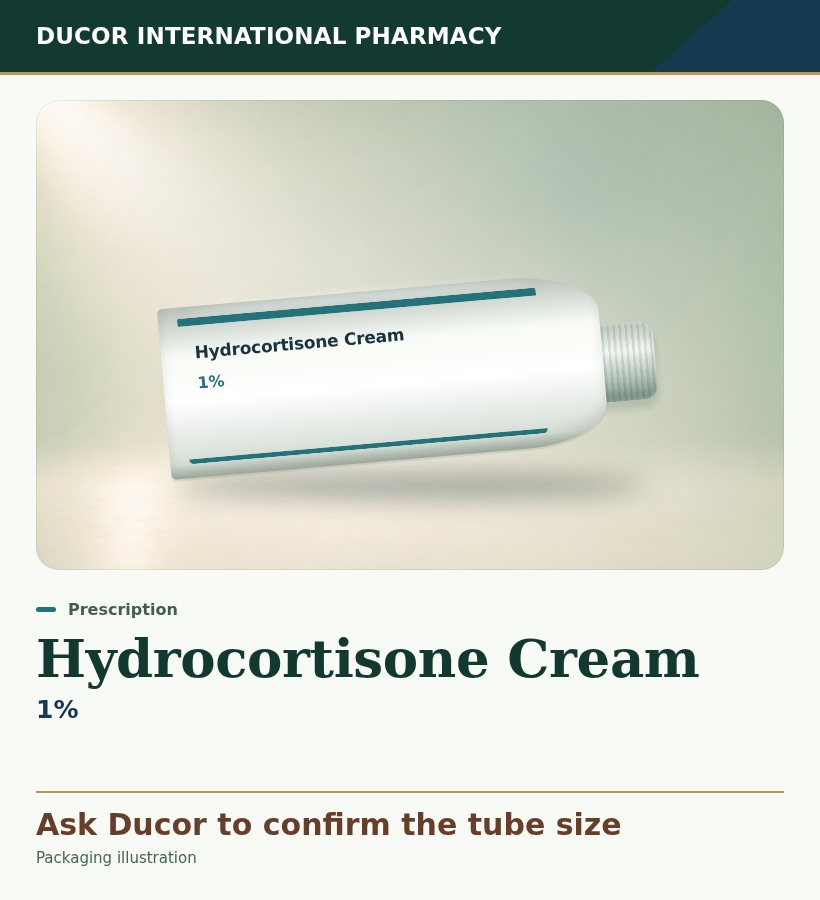 DUCOR INTERNATIONAL PHARMACY
Hydrocortisone Cream
1%
Prescription
Hydrocortisone Cream
1%
Ask Ducor to confirm the tube size
Packaging illustration